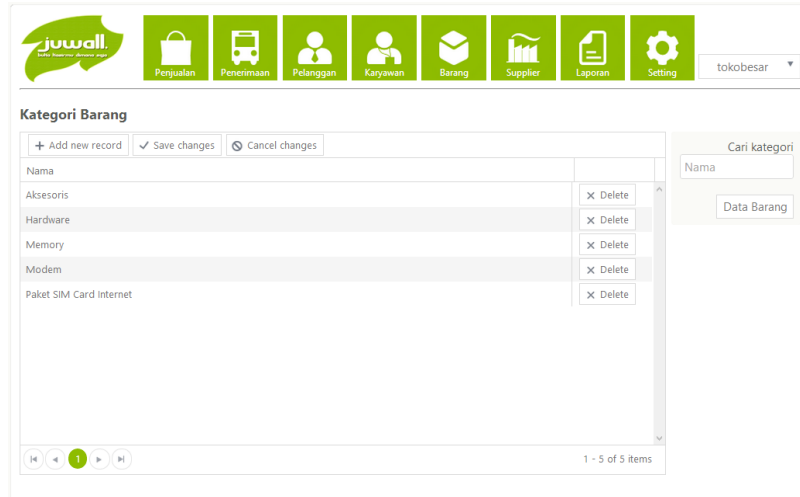 juwall.
Penjualan
Penerimaan
Pelanggan
Karyawan
Barang
Supplier
Laporan
Setting
tokobesar
Kategori Barang
Add new record Save changes Cancel changes
Cari kategori
Nama
Nama
Data Barang
Aksesoris Delete
Hardware Delete
Memory Delete
Modem Delete
Paket SIM Card Internet Delete
1
1 - 5 of 5 items